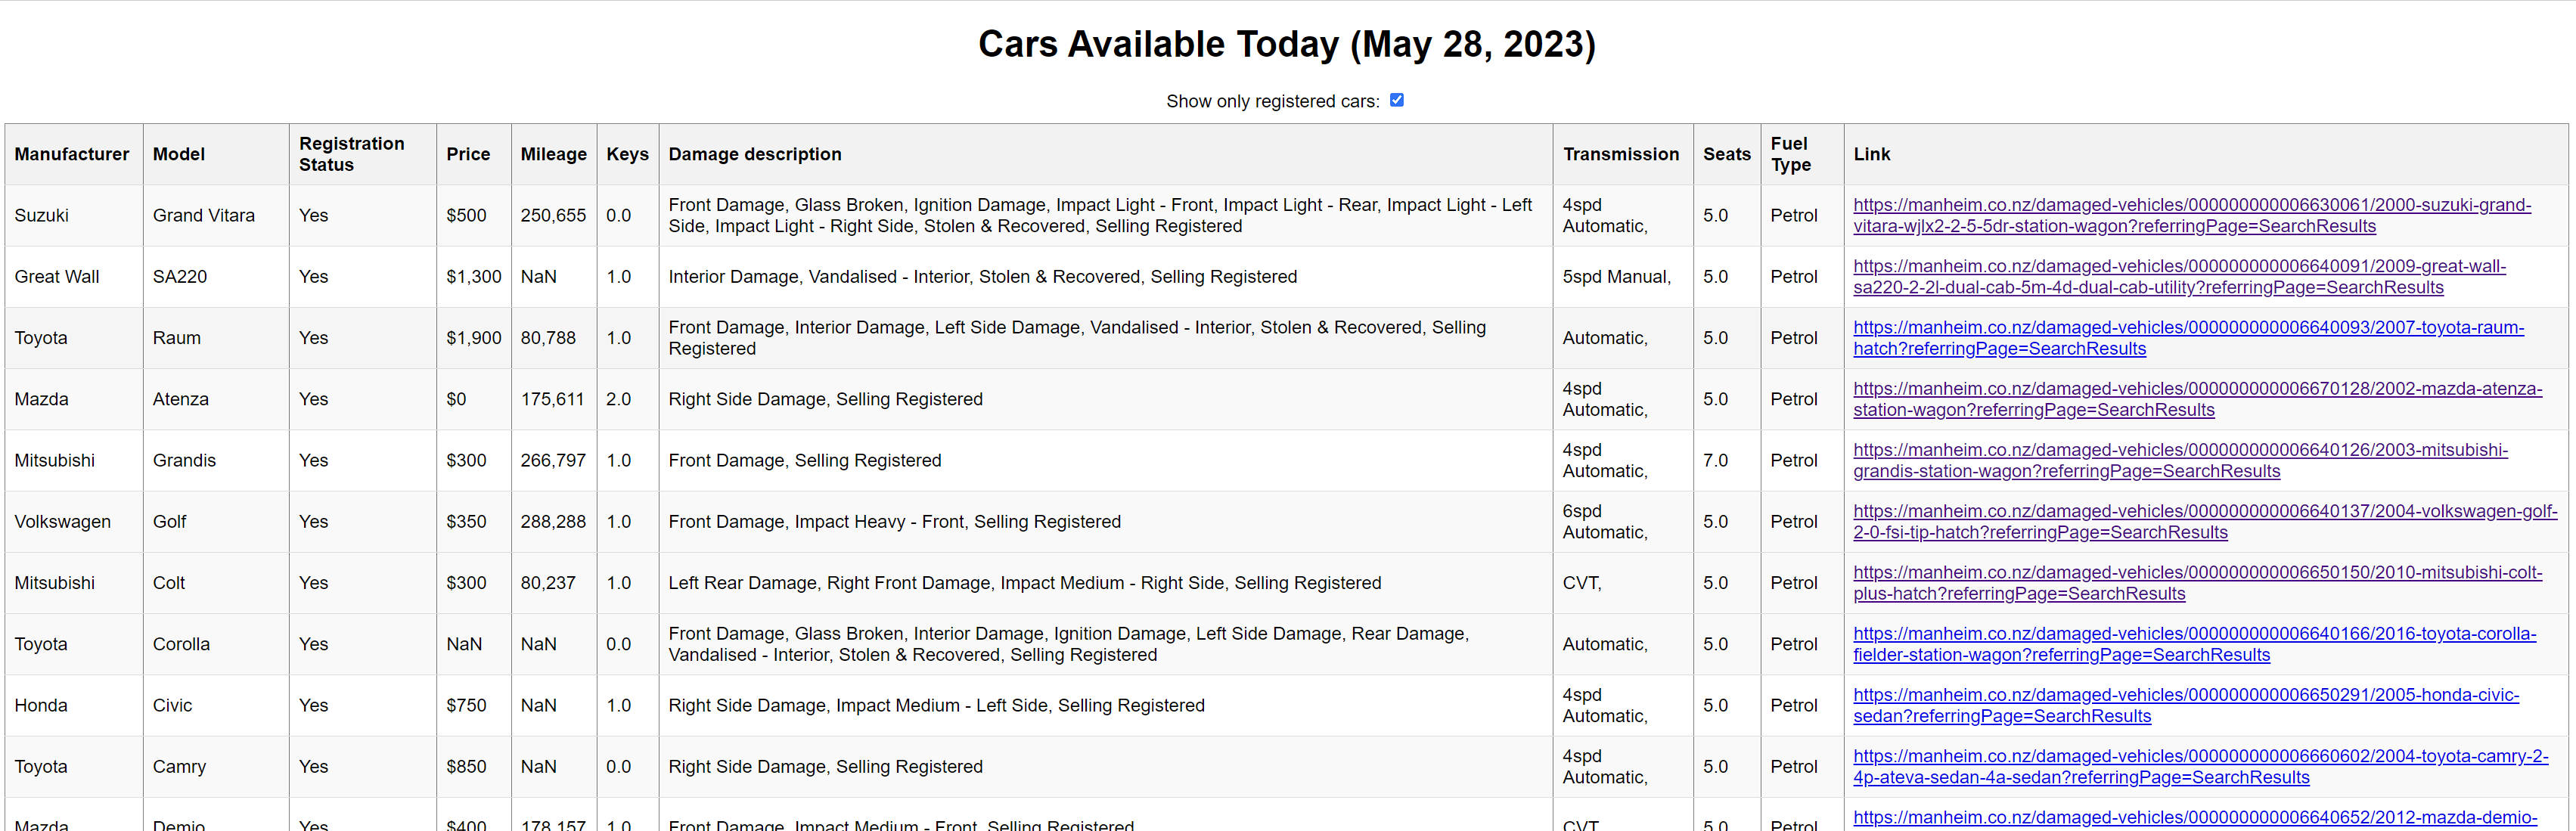 Cars Available Today (May 28, 2023)
Show only registered cars:
Manufacturer Model Registration Status Price Mileage Keys Damage description Transmission Seats Fuel Type Link
Suzuki Grand Vitara Yes $500 250,655 0.0 Front Damage, Glass Broken, Ignition Damage, Impact Light - Front, Impact Light - Rear, Impact Light - Left Side, Impact Light - Right Side, Stolen & Recovered, Selling Registered 4spd Automatic, 5.0 Petrol https://manheim.co.nz/damaged-vehicles/000000000006630061/2000-suzuki-grand-vitara-wjlx2-2-5-5dr-station-wagon?referringPage=SearchResults
Great Wall SA220 Yes $1,300 NaN 1.0 Interior Damage, Vandalised - Interior, Stolen & Recovered, Selling Registered 5spd Manual, 5.0 Petrol https://manheim.co.nz/damaged-vehicles/000000000006640091/2009-great-wall-sa220-2-2l-dual-cab-5m-4d-dual-cab-utility?referringPage=SearchResults
Toyota Raum Yes $1,900 80,788 1.0 Front Damage, Interior Damage, Left Side Damage, Vandalised - Interior, Stolen & Recovered, Selling Registered Automatic, 5.0 Petrol https://manheim.co.nz/damaged-vehicles/000000000006640093/2007-toyota-raum-hatch?referringPage=SearchResults
Mazda Atenza Yes $0 175,611 2.0 Right Side Damage, Selling Registered 4spd Automatic, 5.0 Petrol https://manheim.co.nz/damaged-vehicles/000000000006670128/2002-mazda-atenza-station-wagon?referringPage=SearchResults
Mitsubishi Grandis Yes $300 266,797 1.0 Front Damage, Selling Registered 4spd Automatic, 7.0 Petrol https://manheim.co.nz/damaged-vehicles/000000000006640126/2003-mitsubishi-grandis-station-wagon?referringPage=SearchResults
Volkswagen Golf Yes $350 288,288 1.0 Front Damage, Impact Heavy - Front, Selling Registered 6spd Automatic, 5.0 Petrol https://manheim.co.nz/damaged-vehicles/000000000006640137/2004-volkswagen-golf-2-0-fsi-tip-hatch?referringPage=SearchResults
Mitsubishi Colt Yes $300 80,237 1.0 Left Rear Damage, Right Front Damage, Impact Medium - Right Side, Selling Registered CVT, 5.0 Petrol https://manheim.co.nz/damaged-vehicles/000000000006650150/2010-mitsubishi-colt-plus-hatch?referringPage=SearchResults
Toyota Corolla Yes NaN NaN 0.0 Front Damage, Glass Broken, Interior Damage, Ignition Damage, Left Side Damage, Rear Damage, Vandalised - Interior, Stolen & Recovered, Selling Registered Automatic, 5.0 Petrol https://manheim.co.nz/damaged-vehicles/000000000006640166/2016-toyota-corolla-fielder-station-wagon?referringPage=SearchResults
Honda Civic Yes $750 NaN 1.0 Right Side Damage, Impact Medium - Left Side, Selling Registered 4spd Automatic, 5.0 Petrol https://manheim.co.nz/damaged-vehicles/000000000006650291/2005-honda-civic-sedan?referringPage=SearchResults
Toyota Camry Yes $850 NaN 0.0 Right Side Damage, Selling Registered 4spd Automatic, 5.0 Petrol https://manheim.co.nz/damaged-vehicles/000000000006660602/2004-toyota-camry-2-4p-ateva-sedan-4a-sedan?referringPage=SearchResults
Mazda Demio Yes $400 178,157 1.0 Front Damage, Impact Medium - Front, Selling Registered CVT 5.0 Petrol https://manheim.co.nz/damaged-vehicles/000000000006640652/2012-mazda-demio-